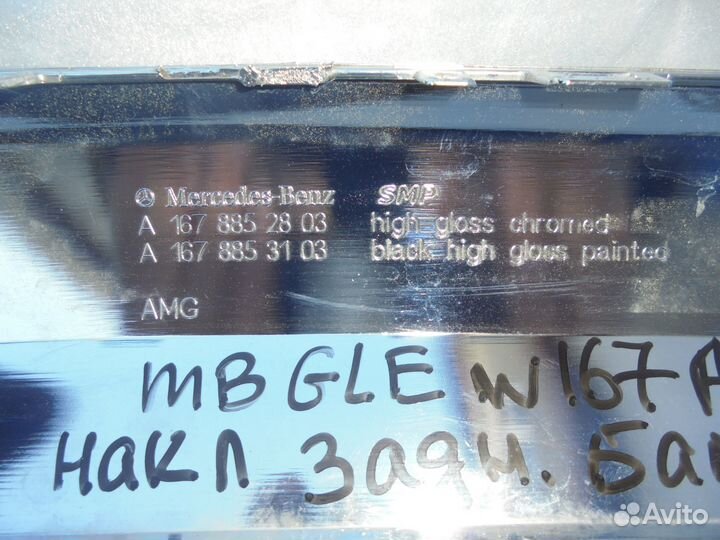 Mercedes-Benz SMP
A 167 885 28 03 high gloss chromed
A 167 885 31 03 black high gloss painted
AMG
MB GLE W167 A
накл задн. Ба
Avito